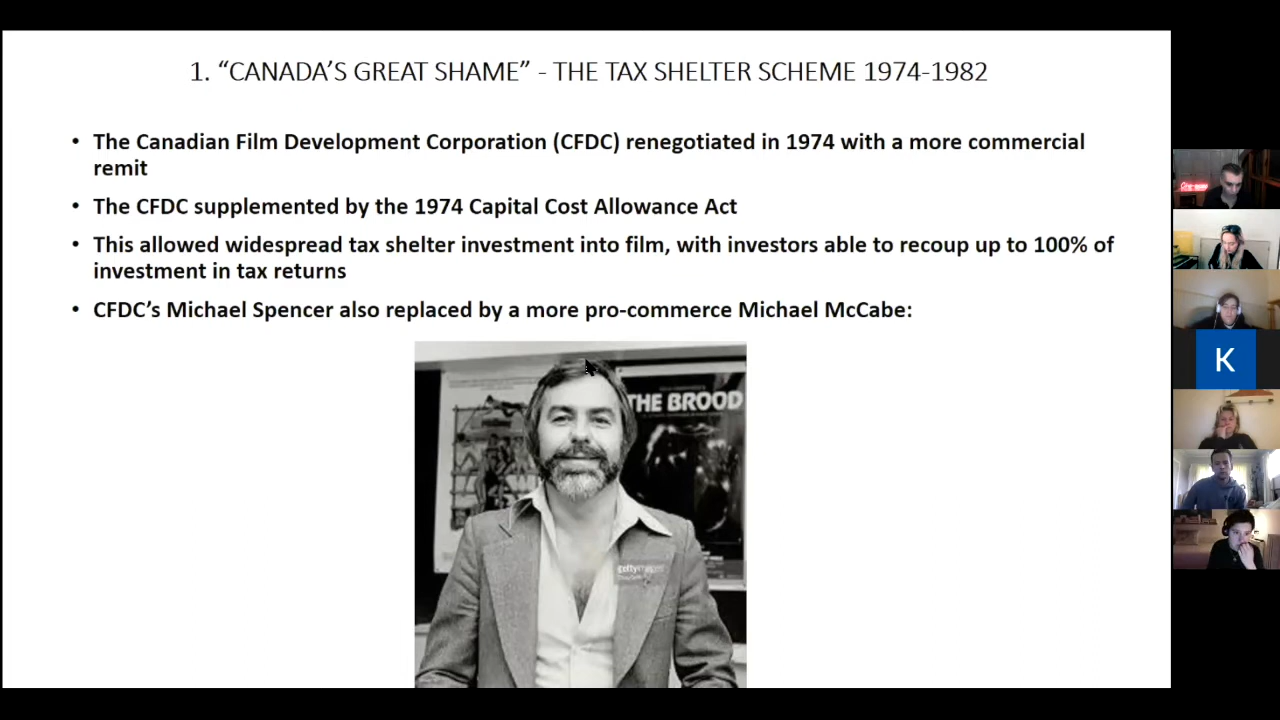 1. “CANADA’S GREAT SHAME” - THE TAX SHELTER SCHEME 1974-1982
• The Canadian Film Development Corporation (CFDC) renegotiated in 1974 with a more commercial
remit
• The CFDC supplemented by the 1974 Capital Cost Allowance Act
• This allowed widespread tax shelter investment into film, with investors able to recoup up to 100% of
investment in tax returns
• CFDC’s Michael Spencer also replaced by a more pro-commerce Michael McCabe:
THE BROOD
gettyimages
K